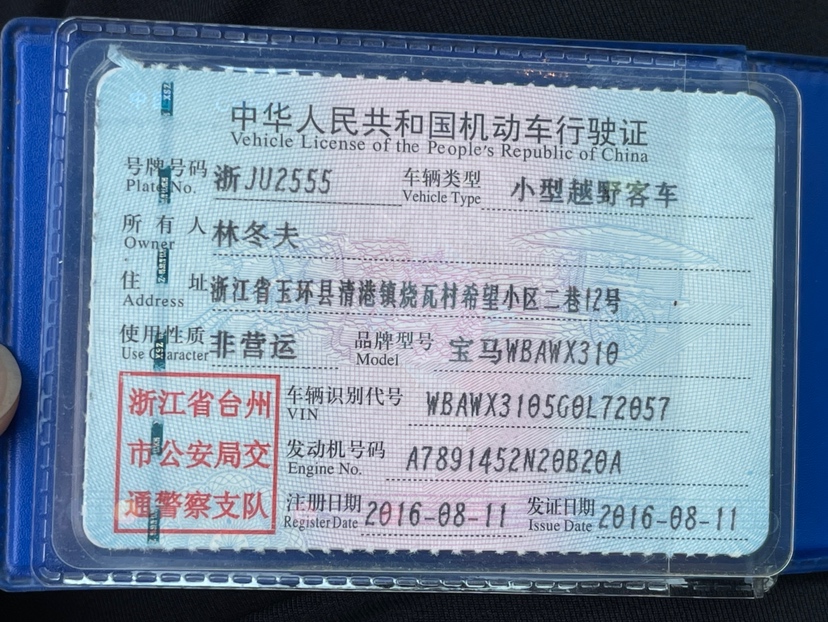 中华人民共和国机动车行驶证
Vehicle License of the People's Republic of China
号牌号码 浙JU2555 车辆类型 小型越野客车
Plate No. Vehicle Type
所有人 林冬夫
Owner
住址 浙江省玉环县清港镇烧瓦村希望小区二巷12号
Address
使用性质 非营运 品牌型号 宝马WBAWX310
Use Character Model
浙江省台州
市公安局交
通警察支队
车辆识别代号 WBAWX3105G0L72057
VIN
发动机号码 A7891452N20B20A
Engine No.
注册日期 2016-08-11 发证日期 2016-08-11
Register Date Issue Date